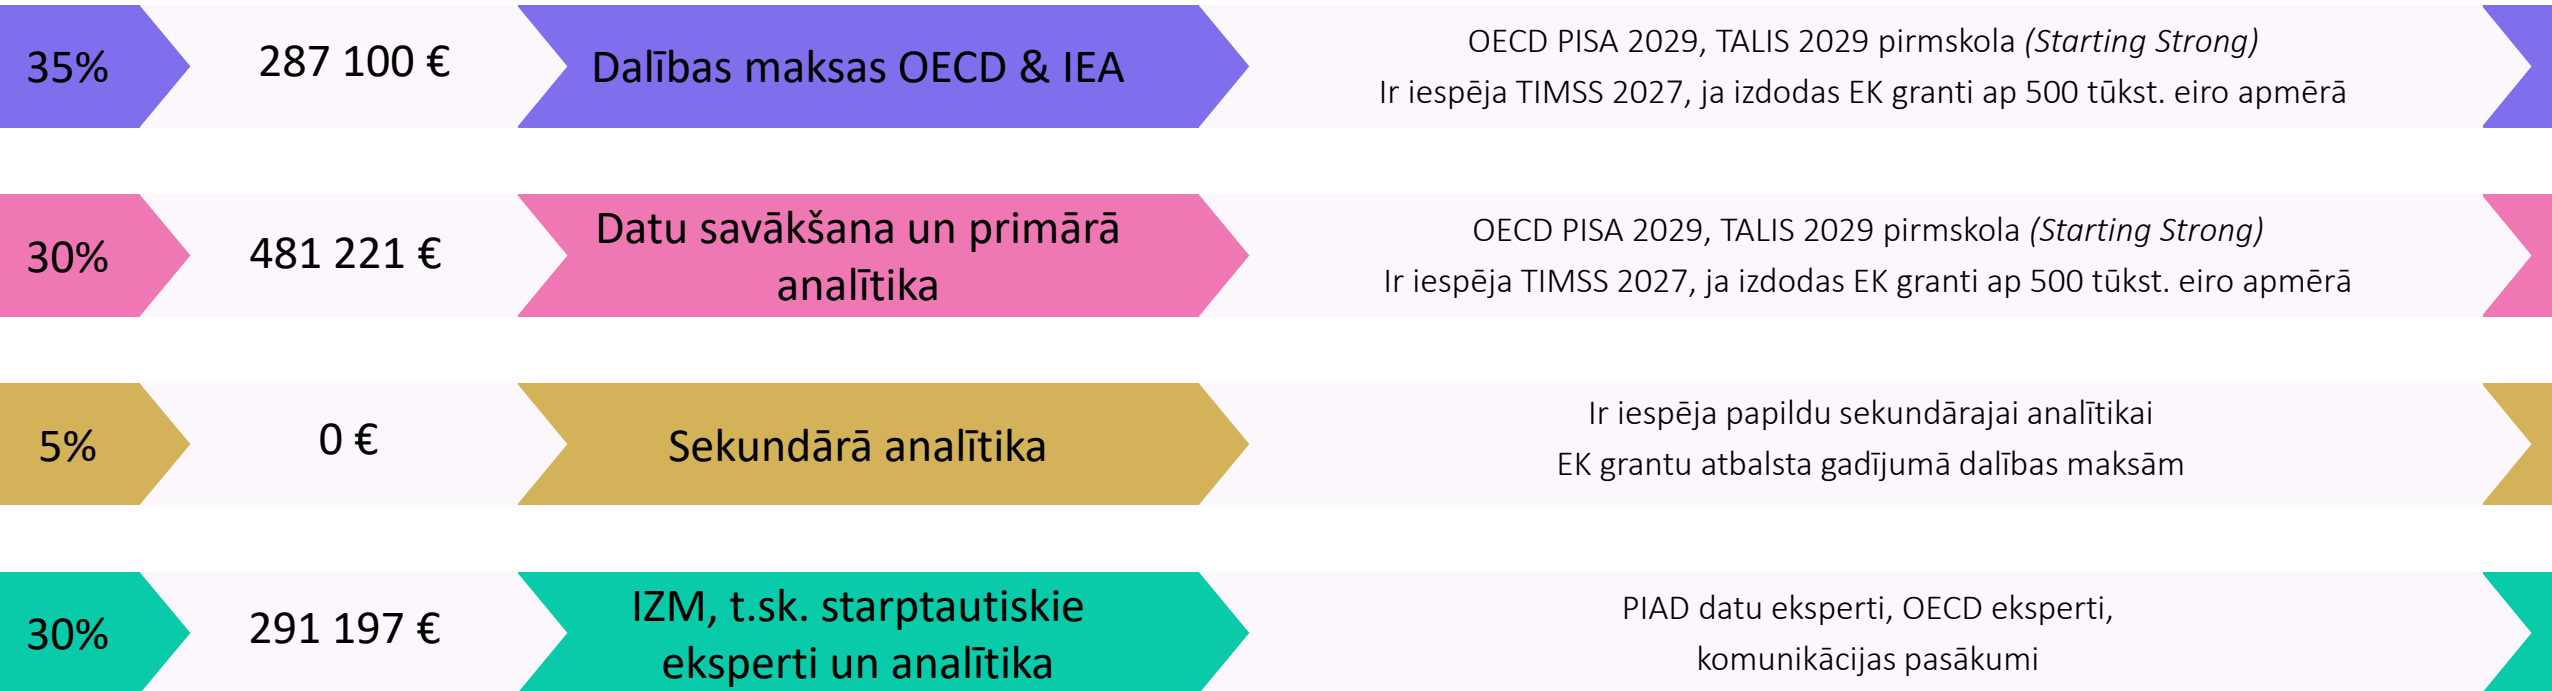 35%
287 100 €
Dalības maksas OECD & IEA
OECD PISA 2029, TALIS 2029 pirmskola (Starting Strong)
Ir iespēja TIMSS 2027, ja izdodas EK granti ap 500 tūkst. eiro apmērā
30%
481 221 €
Datu savākšana un primārā
analītika
OECD PISA 2029, TALIS 2029 pirmskola (Starting Strong)
Ir iespēja TIMSS 2027, ja izdodas EK granti ap 500 tūkst. eiro apmērā
5%
0 €
Sekundārā analītika
Ir iespēja papildu sekundārajai analītikai
EK grantu atbalsta gadījumā dalības maksām
30%
291 197 €
IZM, t.sk. starptautiskie
eksperti un analītika
PIAD datu eksperti, OECD eksperti,
komunikācijas pasākumi